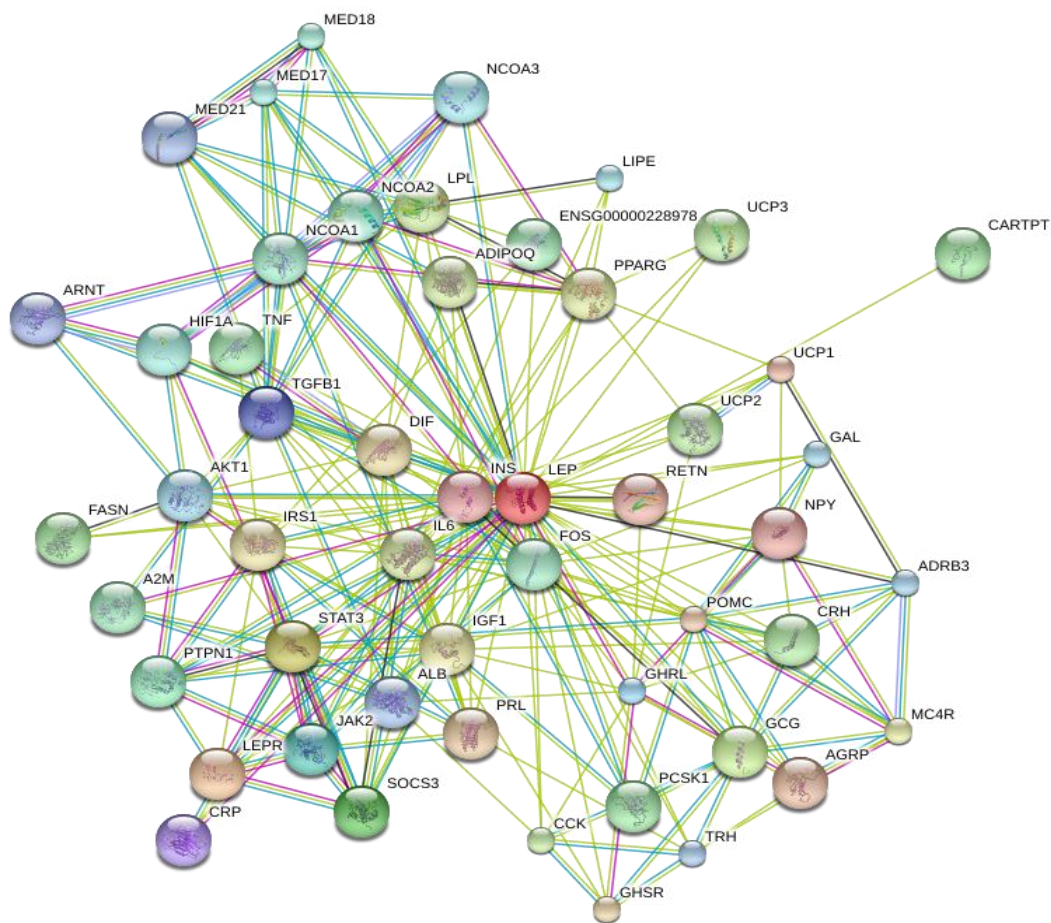 MED18
NCOA3
MED17
MED21
LIPE
NCOA2
LPL
ENSG00000228978
UCP3
CARTPT
NCOA1
ADIPOQ
PPARG
ARNT
HIF1A
TNF
UCP1
TGFB1
UCP2
DIF
GAL
INS
LEP
RETN
AKT1
NPY
FASN
IRS1
IL6
FOS
ADRB3
A2M
POMC
CRH
STAT3
IGF1
PTPN1
ALB
GHRL
MC4R
PRL
GCG
LEPR
JAK2
AGRP
PCSK1
SOCS3
CRP
CCK
TRH
GHSR